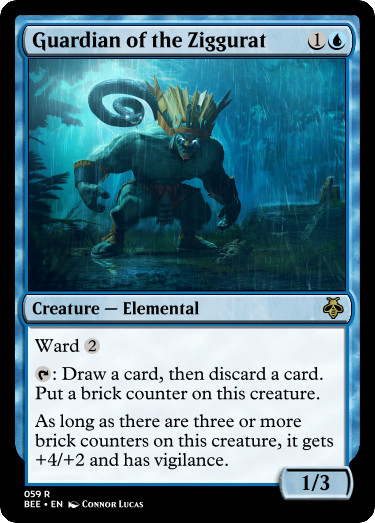 Guardian of the Ziggurat 1
Creature — Elemental
Ward 2
: Draw a card, then discard a card.
Put a brick counter on this creature.
As long as there are three or more
brick counters on this creature, it gets
+4/+2 and has vigilance.
1/3
059 R
BEE • EN Connor Lucas